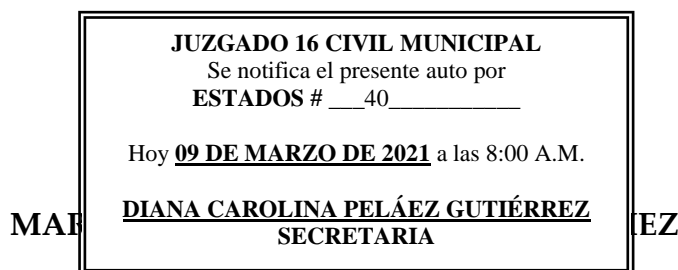 JUZGADO 16 CIVIL MUNICIPAL
Se notifica el presente auto por
ESTADOS # ___40___________
Hoy 09 DE MARZO DE 2021 a las 8:00 A.M.
DIANA CAROLINA PELÁEZ GUTIÉRREZ
SECRETARIA